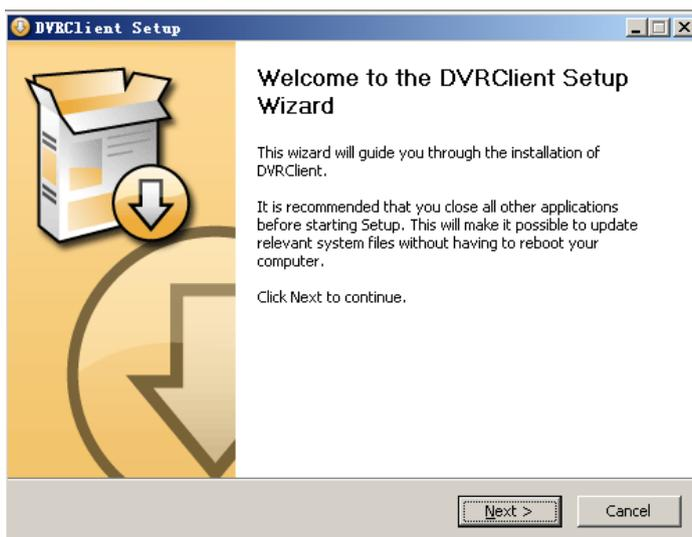 DVRClient Setup
Welcome to the DVRClient Setup
Wizard
This wizard will guide you through the installation of
DVRClient.
It is recommended that you close all other applications
before starting Setup. This will make it possible to update
relevant system files without having to reboot your
computer.
Click Next to continue.
Next >
Cancel